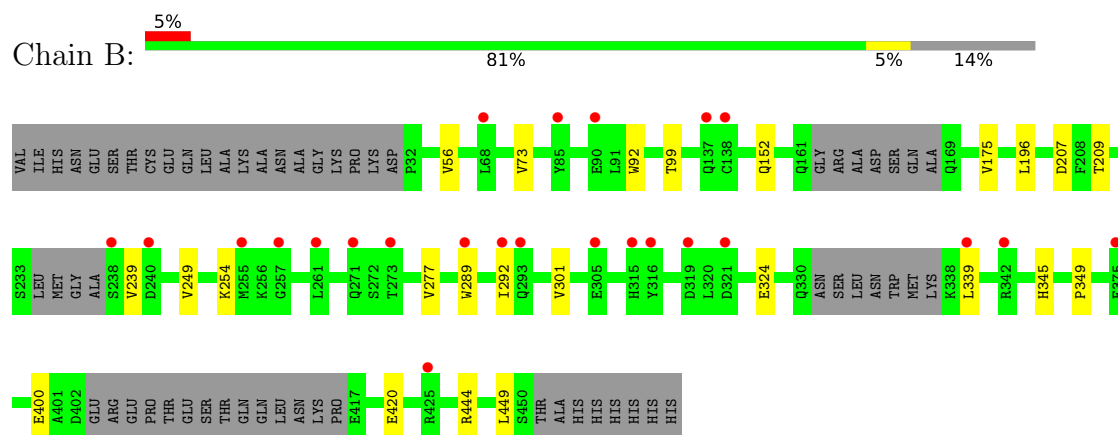 5%
Chain B:
81% 5% 14%
VAL ILE HIS ASN GLU SER THR CYS GLU GLN LEU ALA LYS ALA ASN ALA GLY LYS PRO LYS ASP P32 V56 L68 V73 Y85 E90 L91 W92 T99 Q137 C138 Q152 Q161 GLY ARG ALA ASP SER GLN ALA Q169 V175 L196 D207 F208 T209
S233 LEU MET GLY ALA S238 V239 D240 V249 K254 M255 K256 G257 L261 Q271 S272 T273 V277 W289 I292 Q293 V301 E305 H315 Y316 D319 L320 D321 E324 Q330 ASN SER LEU ASN TRP MET LYS K338 L339 R342 H345 P349
E400 A401 D402 GLU ARG GLU PRO THR GLU SER THR GLN GLN LEU ASN LYS PRO E417 E420 R425 R444 L449 S450 THR ALA HIS HIS HIS HIS HIS HIS